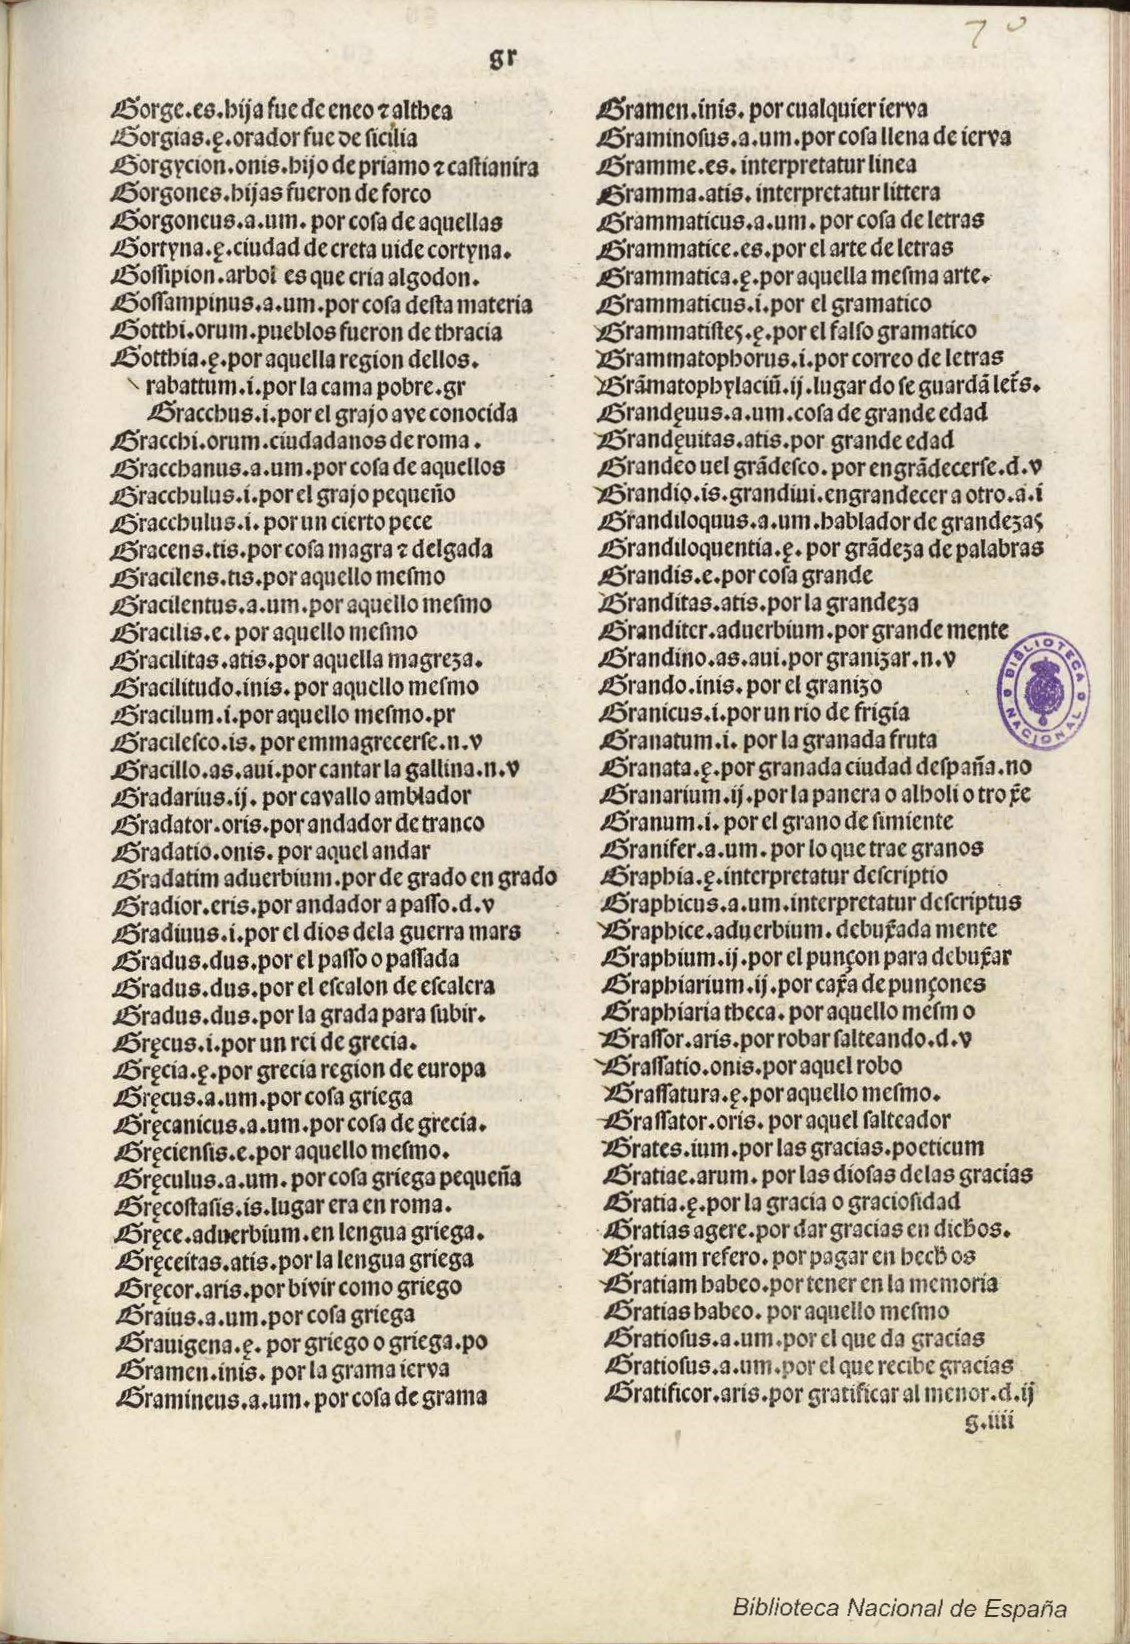 70
gr
Gorge.es.hija fue de eneo ⁊ althea
Gorgias.ę.orador fue de sicilia
Gorgycion.onis.hijo de priamo ⁊ castianira
Gorgones.hijas fueron de forco
Gorgoneus.a.um. por cosa de aquellas
Gortyna.ę.ciudad de creta uide cortyna.
Gossipion.arbol es que cria algodon.
Gossampinus.a.um.por cosa desta materia
Gotthi.orum.pueblos fueron de thracia
Gotthia.ę.por aquella region dellos.
rabattum.i.por la cama pobre.gr
Gracchus.i.por el grajo ave conocida
Gracchi.orum.ciudadanos de roma.
Gracchanus.a.um.por cosa de aquellos
Gracchulus.i.por el grajo pequeño
Gracchulus.i.por un cierto pece
Gracens.tis.por cosa magra ⁊ delgada
Gracilens.tis.por aquello mesmo
Gracilentus.a.um.por aquello mesmo
Gracilis.e. por aquello mesmo
Gracilitas.atis.por aquella magreza.
Gracilitudo.inis. por aquello mesmo
Gracilum.i.por aquello mesmo.pr
Gracilesco.is. por emmagrecerse.n.v
Gracillo.as.aui.por cantar la gallina.n.v
Gradarius.ij. por cavallo amblador
Gradator.oris.por andador de tranco
Gradatio.onis. por aquel andar
Gradatim aduerbium.por de grado en grado
Gradior.eris.por andador a passo.d.v
Gradiuus.i.por el dios dela guerra mars
Gradus.dus.por el passo o passada
Gradus.dus.por el escalon de escalera
Gradus.dus.por la grada para subir.
Gręcus.i.por un rei de grecia.
Gręcia.ę.por grecia region de europa
Gręcus.a.um.por cosa griega
Gręcanicus.a.um.por cosa de grecia.
Gręciensis.e.por aquello mesmo.
Gręculus.a.um. por cosa griega pequeña
Gręcostasis.is.lugar era en roma.
Gręce.aduerbium.en lengua griega.
Gręceitas.atis.por la lengua griega
Gręcor.aris.por bivir como griego
Graius.a.um.por cosa griega
Grauigena.ę. por griego o griega.po
Gramen.inis. por la grama ierva
Gramineus.a.um. por cosa de grama
Gramen.inis. por cualquier ierva
Graminosus.a.um.por cosa llena de ierva
Gramme.es. interpretatur linea
Gramma.atis. interpretatur littera
Grammaticus.a.um. por cosa de letras
Grammatice.es.por el arte de letras
Grammatica.ę.por aquella mesma arte.
Grammaticus.i.por el gramatico
Grammatistes.ę.por el falso gramatico
Grammatophorus.i.por correo de letras
Grãmatophylaciũ.ij.lugar do se guardã letr̃s.
Grandęuus.a.um.cosa de grande edad
Grandęuitas.atis.por grande edad
Grandeo uel grãdesco. por engrãdecerse.d.v
Grandio.is.grandiui.engrandecer a otro.a.i
Grandiloquus.a.um.hablador de grandezas
Grandiloquentia.ę. por grãdeza de palabras
Grandis.e.por cosa grande
Granditas.atis.por la grandeza
Granditer.aduerbium.por grande mente
Grandino.as.aui.por granizar.n.v
Grando.inis. por el granizo
Granicus.i.por un rio de frigia
Granatum.i. por la granada fruta
Granata.ę.por granada ciudad despaña.no
Granarium.ij.por la panera o alholi o trox̃e
Granum.i. por el grano de simiente
Granifer.a.um. por lo que trae granos
Graphia.ę.interpretatur descriptio
Graphicus.a.um.interpretatur descriptus
Graphice.aduerbium. debux̃ada mente
Graphium.ij.por el punçon para debux̃ar
Graphiarium.ij.por cax̃a de punçones
Graphiaria theca. por aquello mesmo
Grassor.aris.por robar salteando.d.v
Grassatio.onis.por aquel robo
Grassatura.ę.por aquello mesmo.
Grassator.oris. por aquel salteador
Grates.ium.por las gracias.poeticum
Gratiae.arum. por las diosas delas gracias
Gratia.ę.por la gracia o graciosidad
Gratias agere.por dar gracias en dichos.
Gratiam refero. por pagar en hechos
Gratiam habeo.por tener en la memoria
Gratias habeo. por aquello mesmo
Gratiosus.a.um.por el que da gracias
Gratiosus.a.um.por el que recibe gracias
Gratificor.aris.por gratificar al menor.d.ij
g.iiii
BIBLIOTECA NACIONAL
Biblioteca Nacional de España